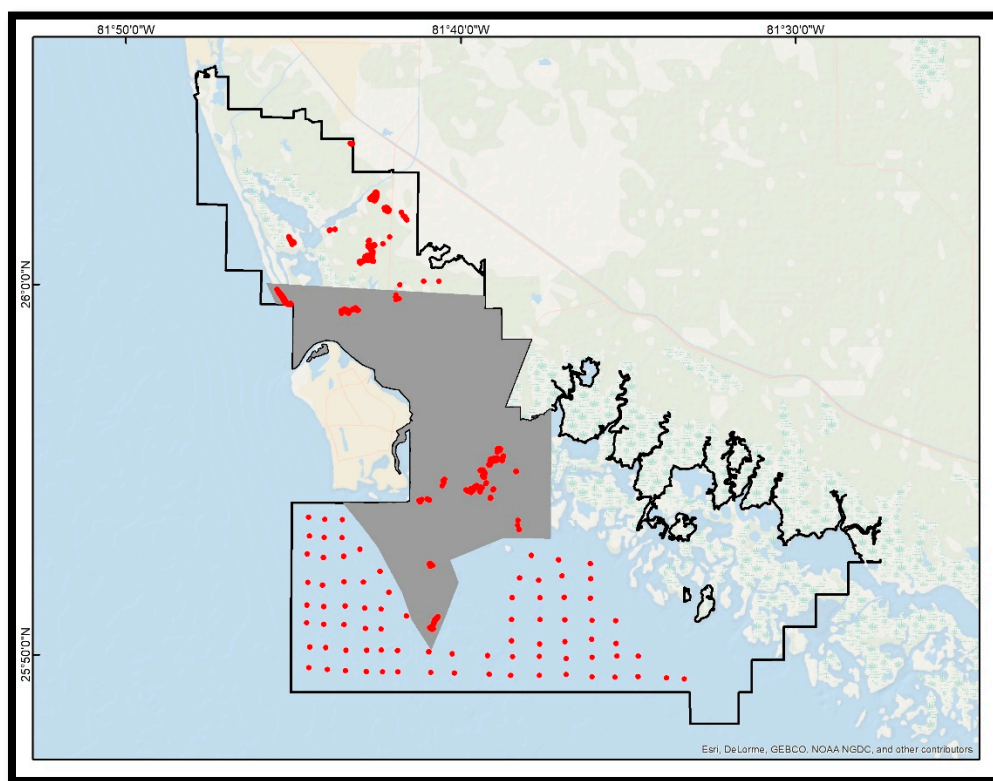 81°50'0"W 81°40'0"W 81°30'0"W
26°0'0"N
25°50'0"N
Esri, DeLorme, GEBCO, NOAA NGDC, and other contributors